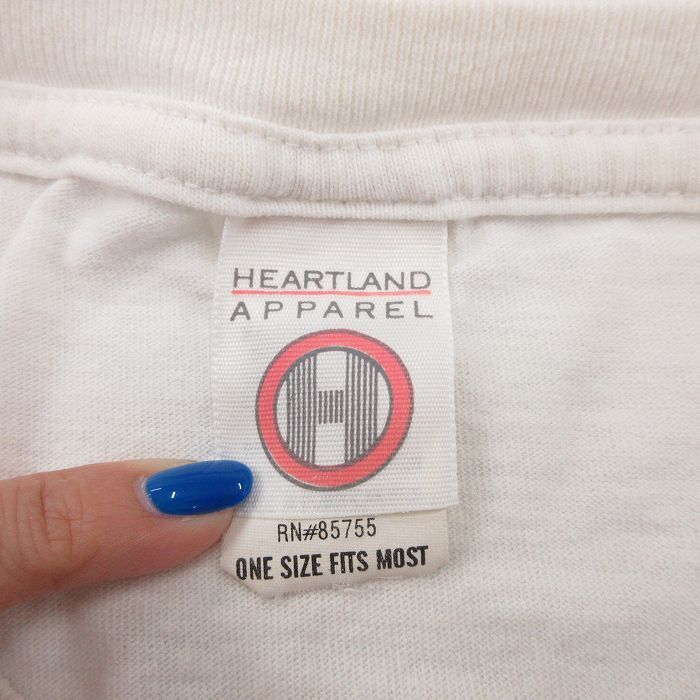 HEARTLAND
APPAREL
H
RN#85755
ONE SIZE FITS MOST